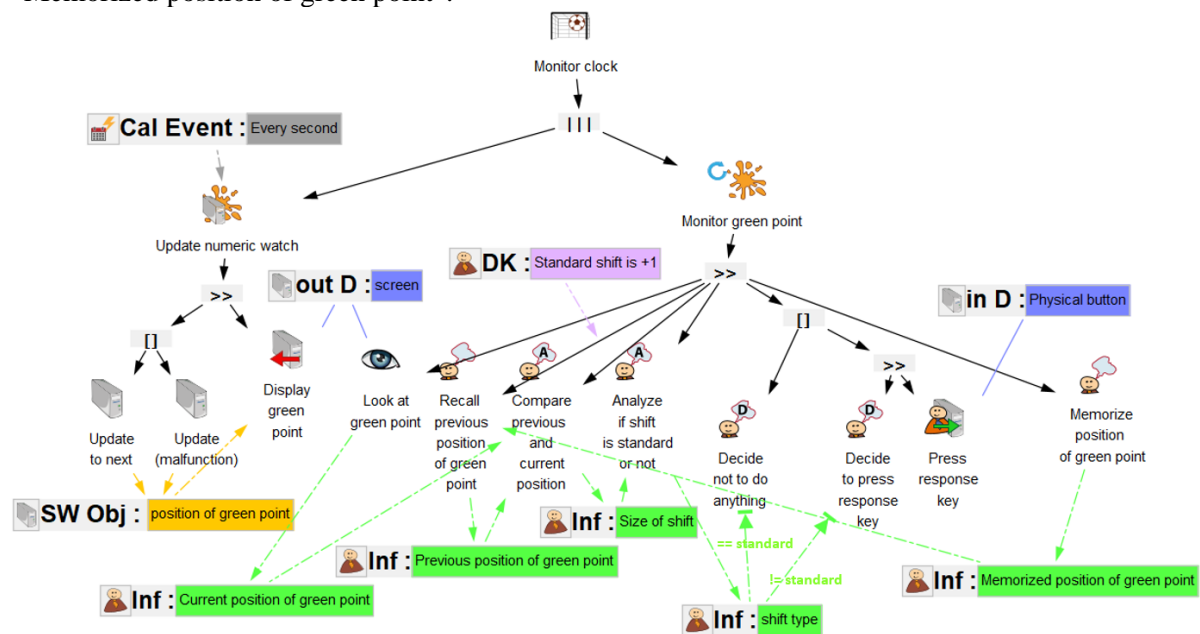 "Memorized position of green point".
Monitor clock
Cal Event : Every second
|||
Update numeric watch
Monitor green point
DK : Standard shift is +1
>>
out D : screen
>>
in D : Physical button
[]
[]
>>
Display
green
point
Look at
green point
Recall
previous
position
of green
point
Compare
previous
and
current
position
Analyze
if shift
is standard
or not
Memorize
position
of green point
Update
to next
Update
(malfunction)
Decide
not to do
anything
Decide
to press
response
key
Press
response
key
A
A
D
D
SW Obj : position of green point
Inf : Size of shift
== standard
Inf : Previous position of green point
!= standard
Inf : Memorized position of green point
Inf : Current position of green point
Inf : shift type